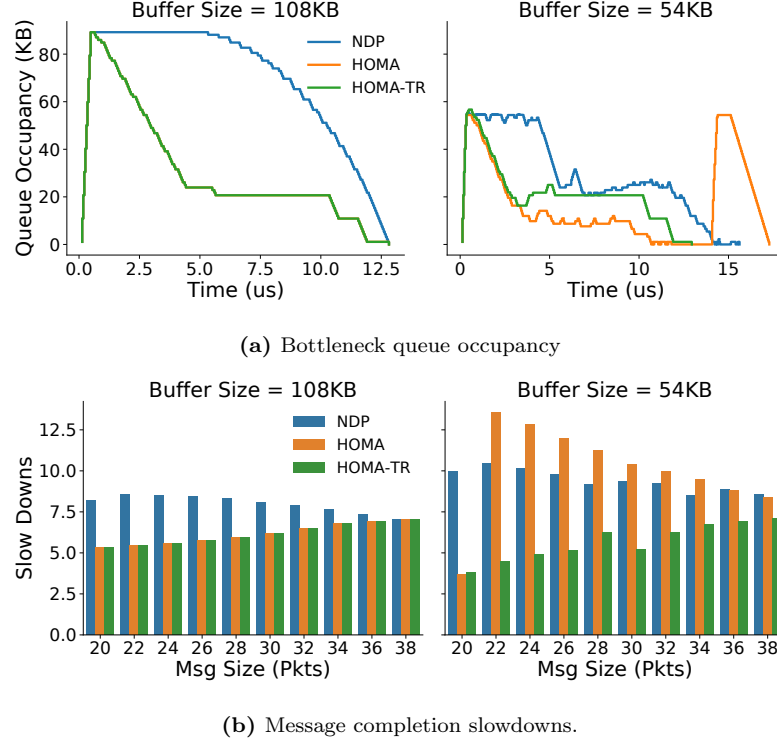 Buffer Size = 108KB
Buffer Size = 54KB
Queue Occupancy (KB)
80
60
40
20
0
0.0 2.5 5.0 7.5 10.0 12.5
Time (us)
NDP
HOMA
HOMA-TR
0 5 10 15
Time (us)
(a) Bottleneck queue occupancy
Buffer Size = 108KB
Buffer Size = 54KB
Slow Downs
12.5
10.0
7.5
5.0
2.5
0.0
NDP
HOMA
HOMA-TR
20 22 24 26 28 30 32 34 36 38
Msg Size (Pkts)
20 22 24 26 28 30 32 34 36 38
Msg Size (Pkts)
(b) Message completion slowdowns.